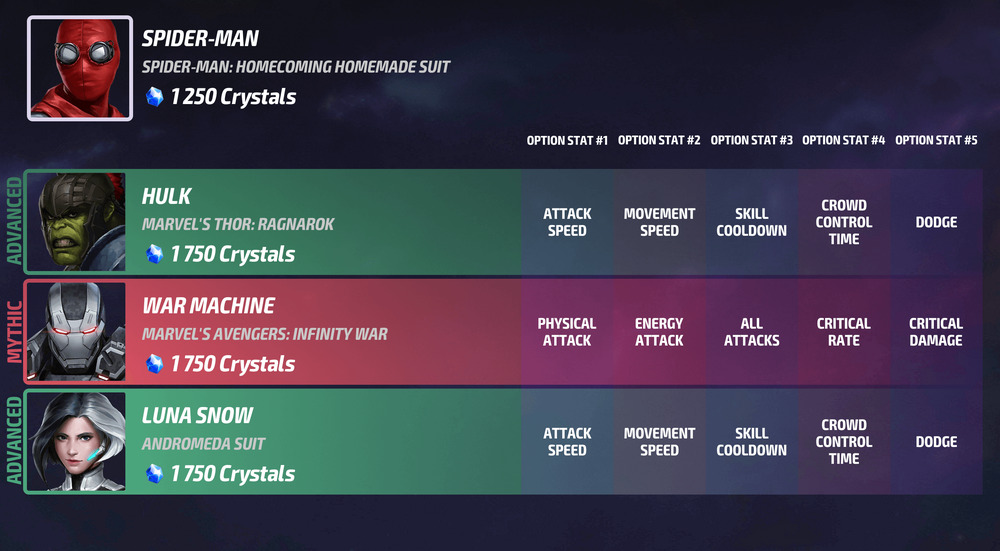 SPIDER-MAN
SPIDER-MAN: HOMECOMING HOMEMADE SUIT
1 250 Crystals
OPTION STAT #1 OPTION STAT #2 OPTION STAT #3 OPTION STAT #4 OPTION STAT #5
ADVANCED
HULK
MARVEL'S THOR: RAGNAROK
1 750 Crystals
ATTACK
SPEED
MOVEMENT
SPEED
SKILL
COOLDOWN
CROWD
CONTROL
TIME
DODGE
MYTHIC
WAR MACHINE
MARVEL'S AVENGERS: INFINITY WAR
1 750 Crystals
PHYSICAL
ATTACK
ENERGY
ATTACK
ALL
ATTACKS
CRITICAL
RATE
CRITICAL
DAMAGE
ADVANCED
LUNA SNOW
ANDROMEDA SUIT
1 750 Crystals
ATTACK
SPEED
MOVEMENT
SPEED
SKILL
COOLDOWN
CROWD
CONTROL
TIME
DODGE